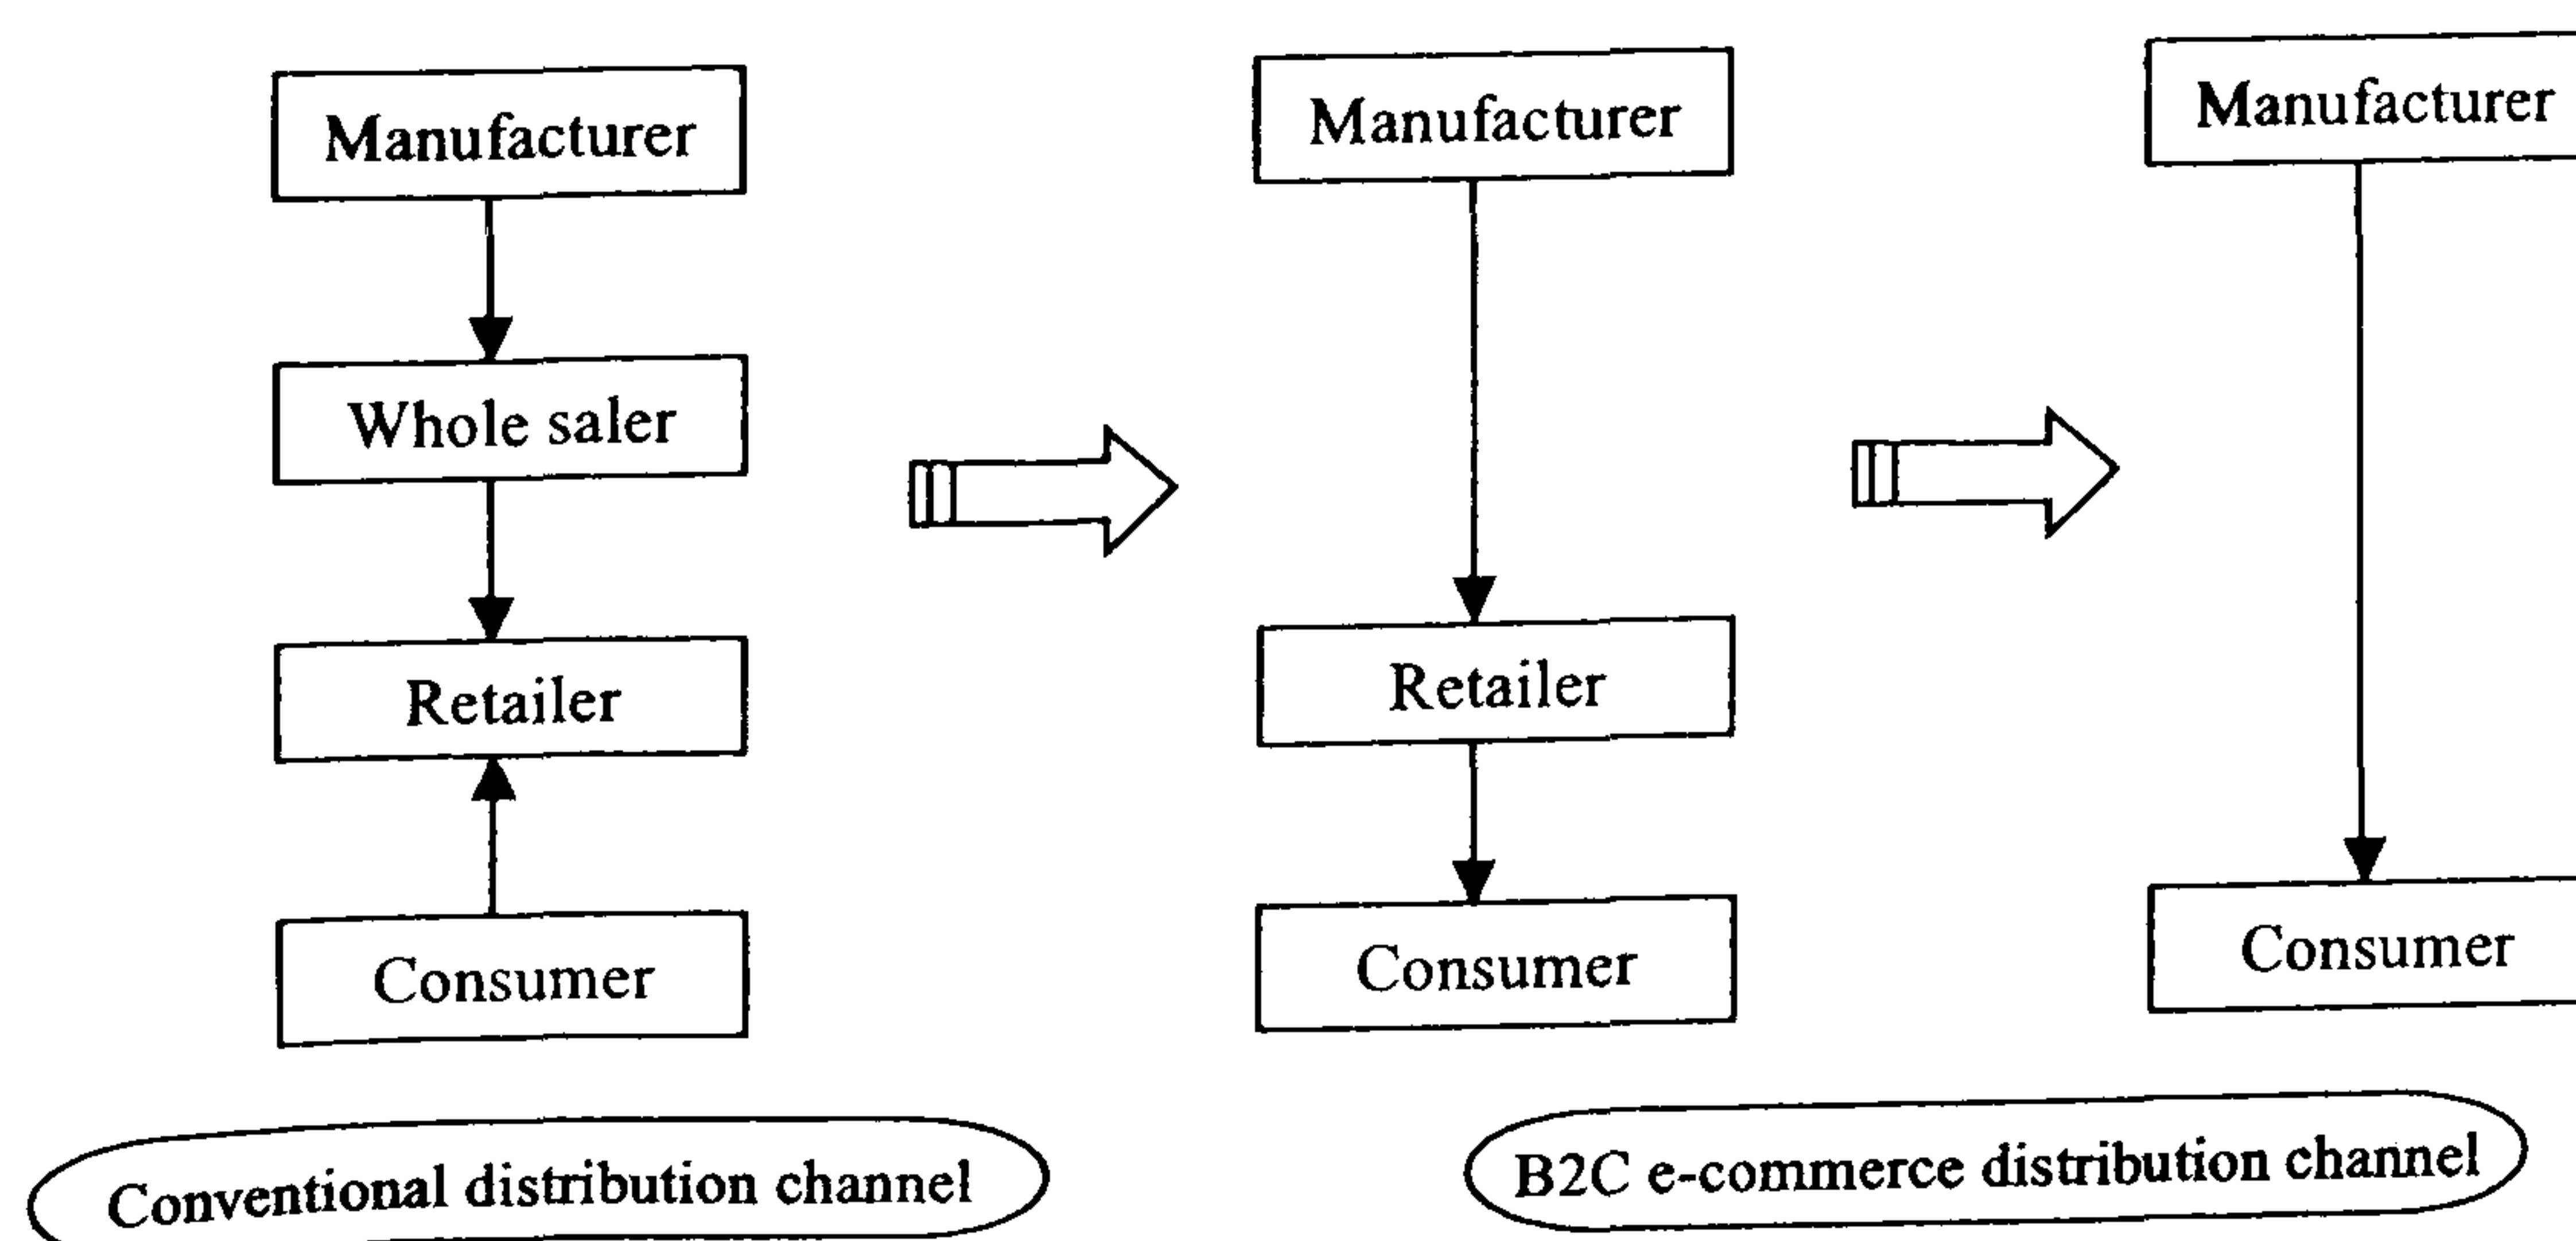 Manufacturer
Whole saler
Retailer
Consumer
Conventional distribution channel
Manufacturer
Retailer
Consumer
Manufacturer
Consumer
B2C e-commerce distribution channel